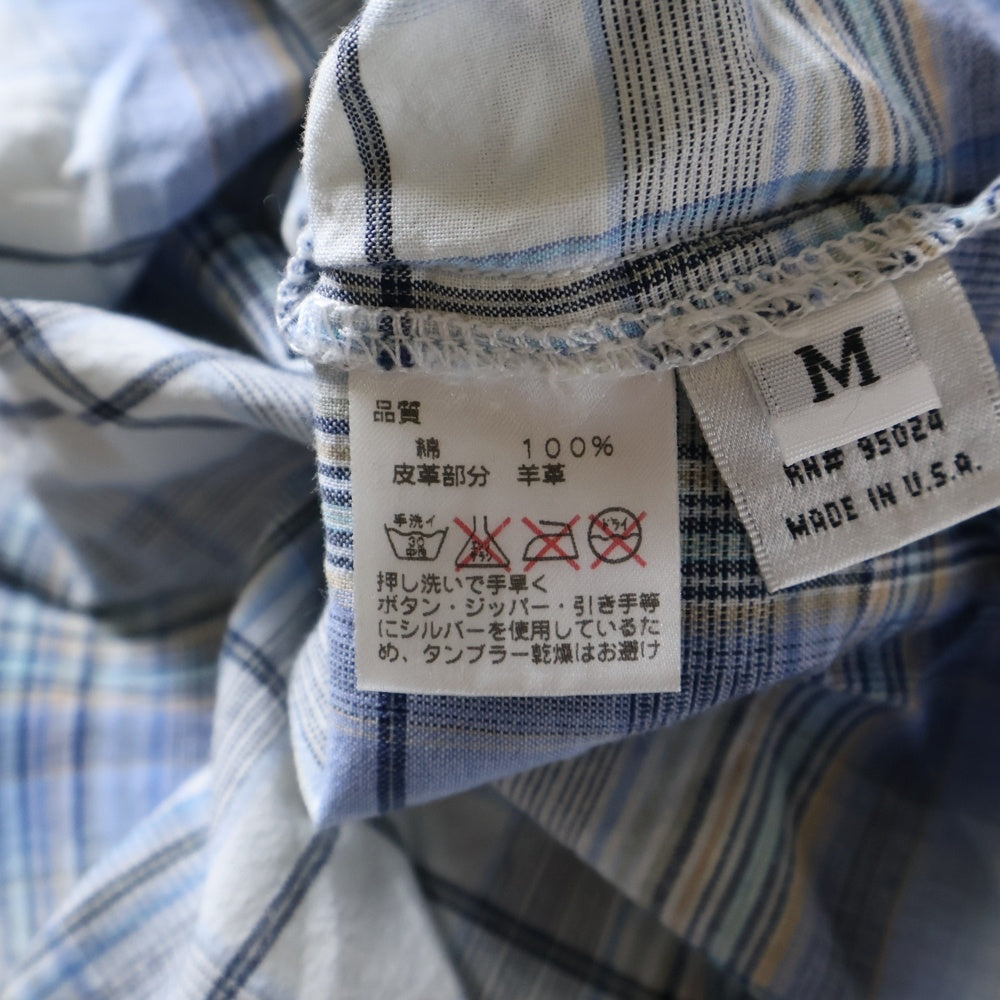 品質
綿 100%
皮革部分 羊革
手洗イ
30
中性
ドライ
押し洗いで手早く
ボタン・ジッパー・引き手等
にシルバーを使用しているた
め、タンブラー乾燥はお避け
M
RN# 95024
MADE IN U.S.A.